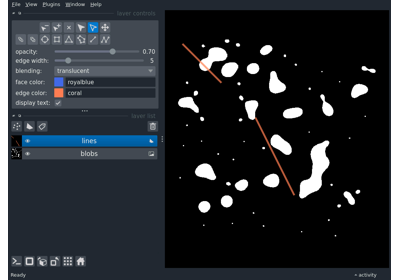 File View Plugins Window Help
layer controls
opacity: 0.70
edge width: 5
blending: translucent
face color: royalblue
edge color: coral
display text:
layer list
lines
blobs
Ready
activity